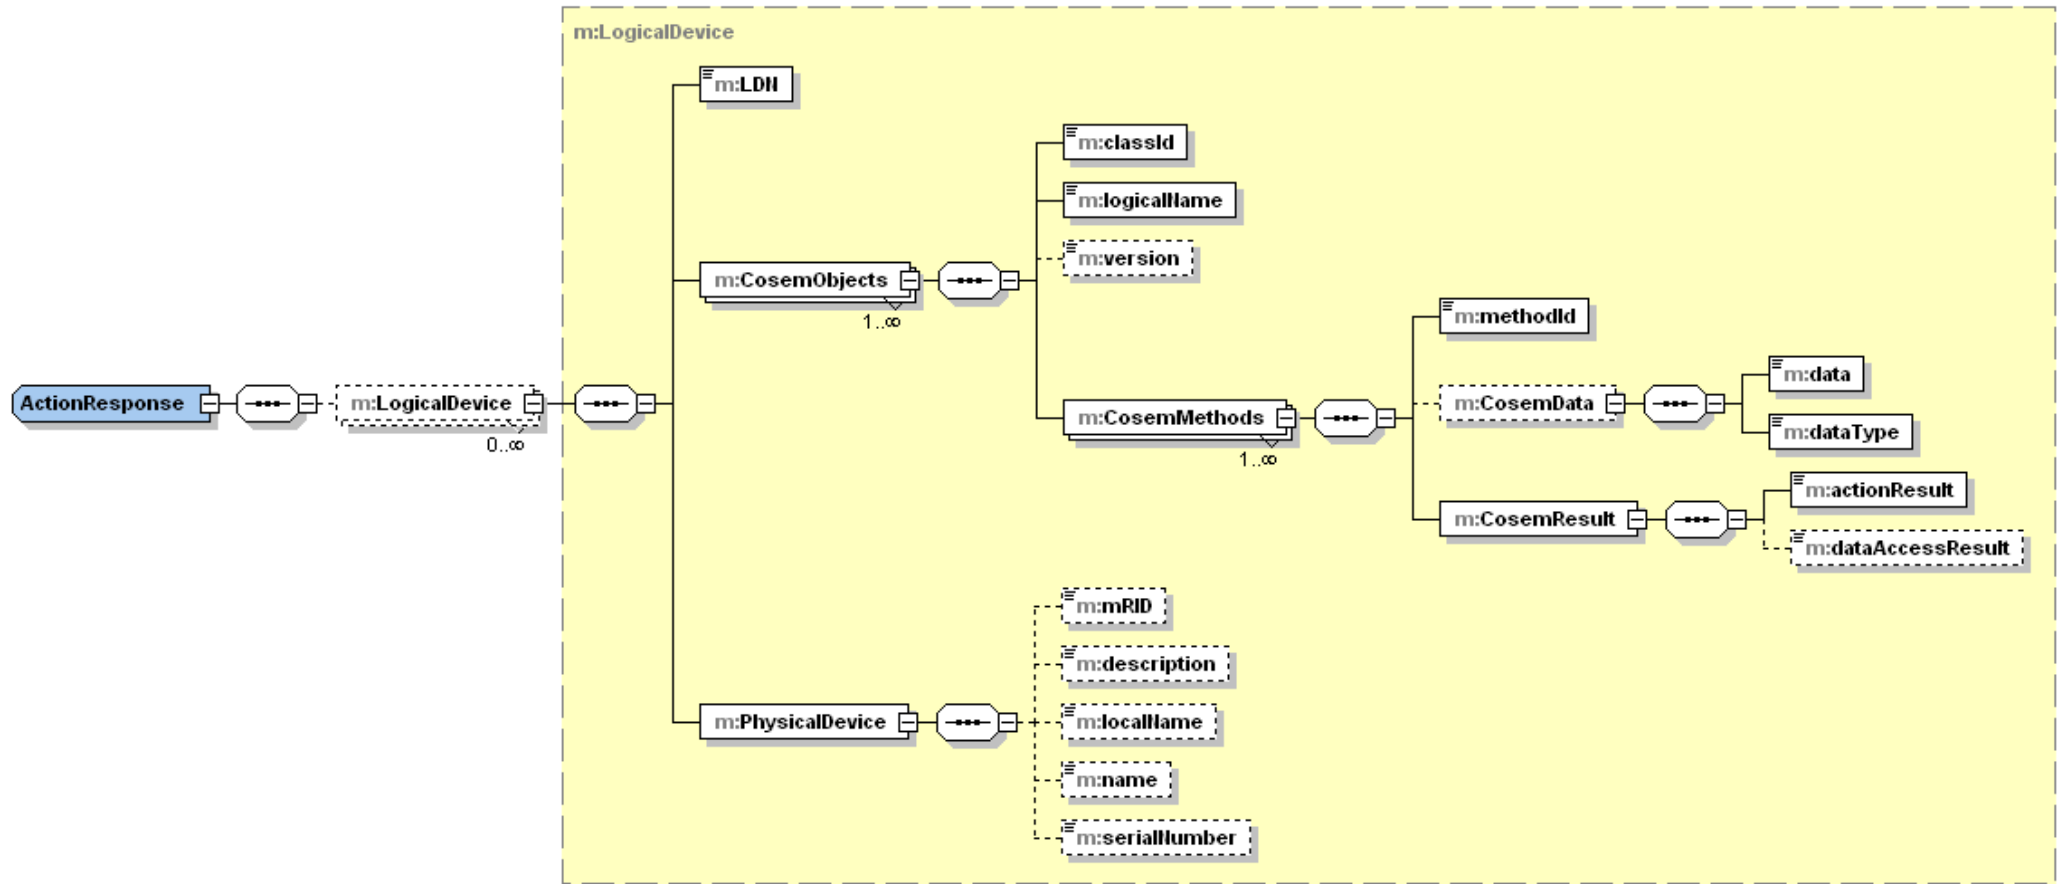 m:LogicalDevice
m:LDN
m:classId
m:logicalName
m:version
m:CosemObjects
1..∞
m:methodId
m:data
ActionResponse
m:LogicalDevice
0..∞
m:CosemMethods
1..∞
m:CosemData
m:dataType
m:actionResult
m:CosemResult
m:dataAccessResult
m:mRID
m:description
m:PhysicalDevice
m:localName
m:name
m:serialNumber